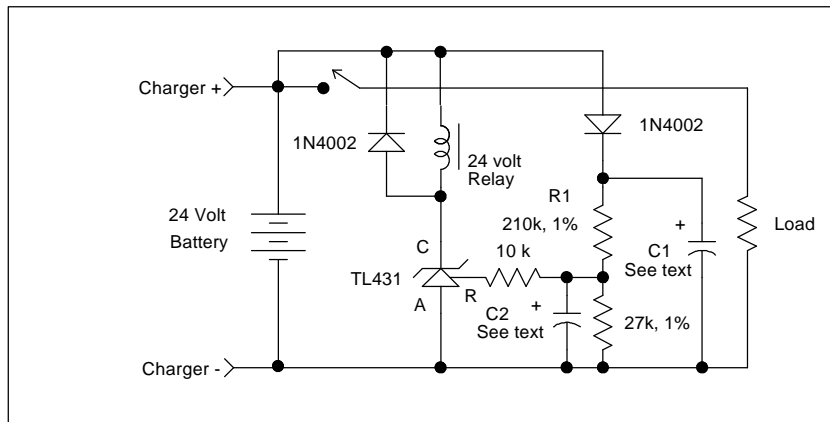 Charger +
1N4002
24 volt
Relay
1N4002
24 Volt
Battery
R1
210k, 1%
10 k
+
C1
See text
Load
C
TL431
A
R
+
C2
See text
27k, 1%
Charger -